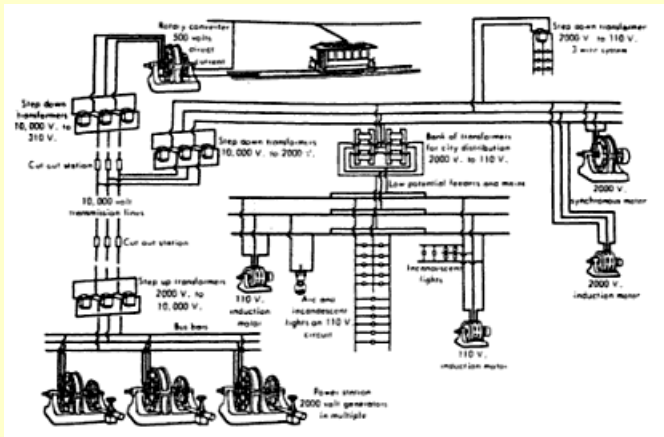 Rotary converter
500 volts
direct
current
Step down transformer
2000 V. to 110 V.
3 wire system
Step down
transformers
10,000 V. to
310 V.
Step down transformers
10,000 V. to 2000 V.
Bank of transformers
for city distribution
2000 V. to 110 V.
Cut out station
Low potential feeders and mains
2000 V.
synchronous motor
10,000 volt
transmission lines
Cut out station
Incandescent
lights
Step up transformers
2000 V. to
10,000 V.
110 V.
induction
motor
Arc and
incandescent
lights on 110 V.
circuit
2000 V.
induction motor
Bus bars
110 V.
induction motor
Power station
2000 volt generators
in multiple